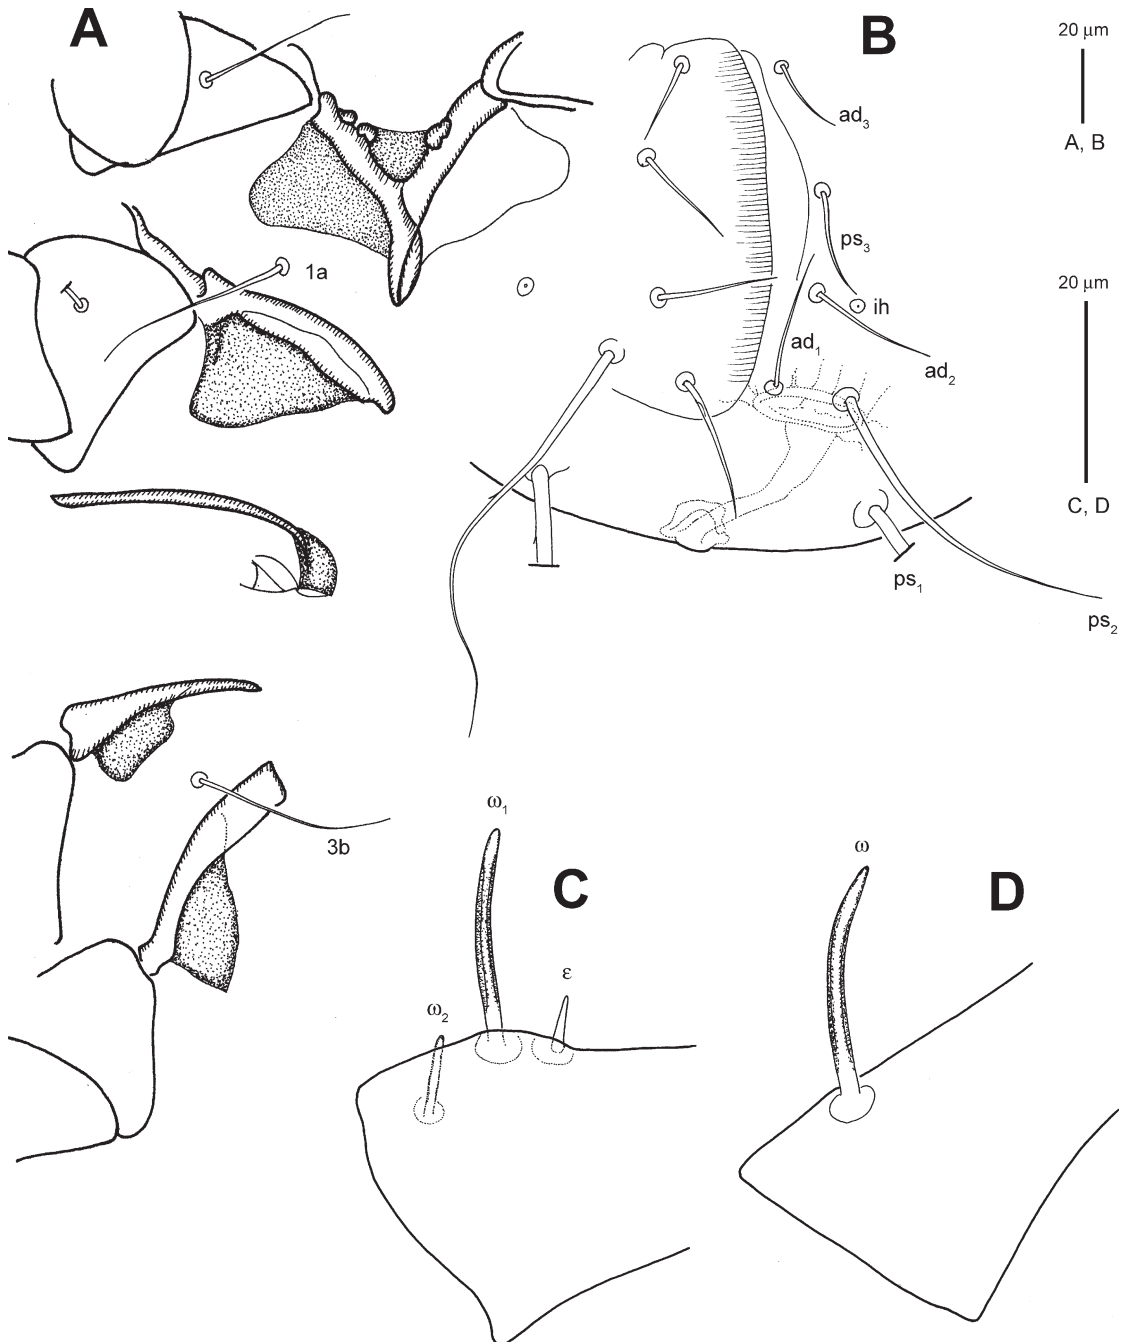 A
B
20 μm
A, B
ad₃
ps₃
1a
ih
ad₁
ad₂
20 μm
C, D
ps₁
ps₂
3b
ω₁
ω
C
D
ε
ω₂